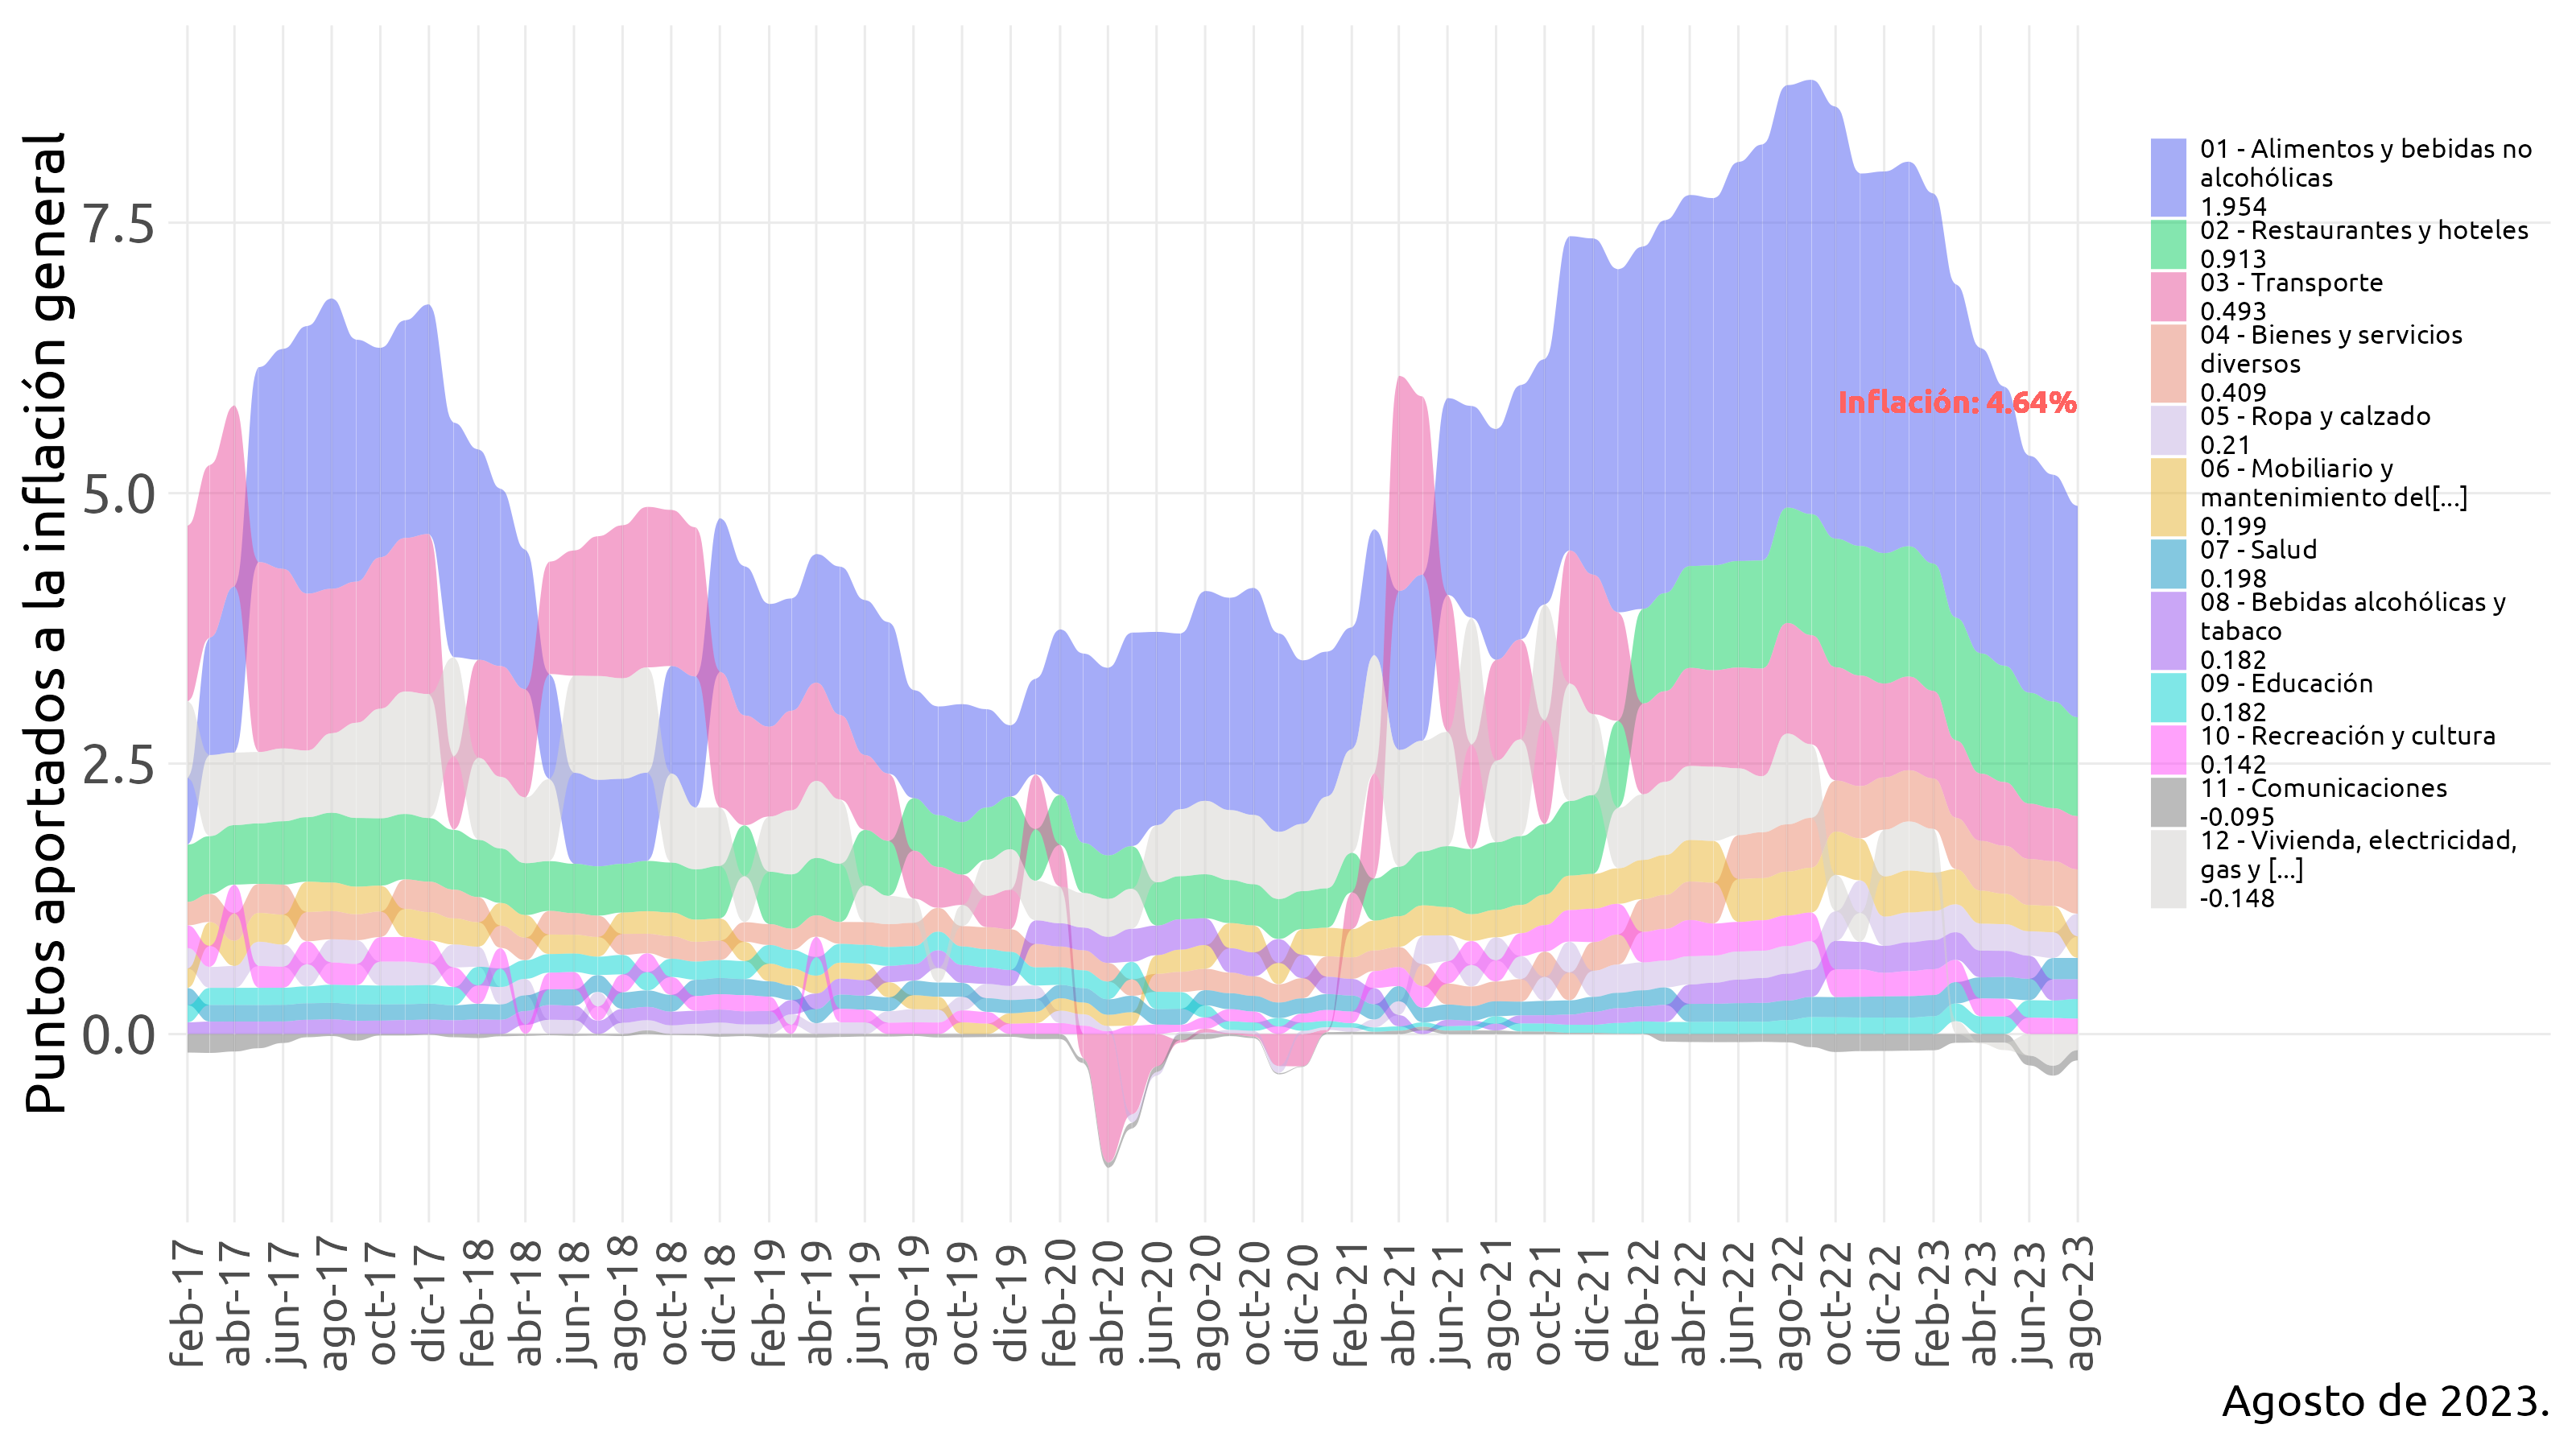 Puntos aportados a la inflación general
7.5
5.0
2.5
0.0
Inflación: 4.64%
01 - Alimentos y bebidas no
alcohólicas
1.954
02 - Restaurantes y hoteles
0.913
03 - Transporte
0.493
04 - Bienes y servicios
diversos
0.409
05 - Ropa y calzado
0.21
06 - Mobiliario y
mantenimiento del[...]
0.199
07 - Salud
0.198
08 - Bebidas alcohólicas y
tabaco
0.182
09 - Educación
0.182
10 - Recreación y cultura
0.142
11 - Comunicaciones
-0.095
12 - Vivienda, electricidad,
gas y [...]
-0.148
feb-17
abr-17
jun-17
ago-17
oct-17
dic-17
feb-18
abr-18
jun-18
ago-18
oct-18
dic-18
feb-19
abr-19
jun-19
ago-19
oct-19
dic-19
feb-20
abr-20
jun-20
ago-20
oct-20
dic-20
feb-21
abr-21
jun-21
ago-21
oct-21
dic-21
feb-22
abr-22
jun-22
ago-22
oct-22
dic-22
feb-23
abr-23
jun-23
ago-23
Agosto de 2023.